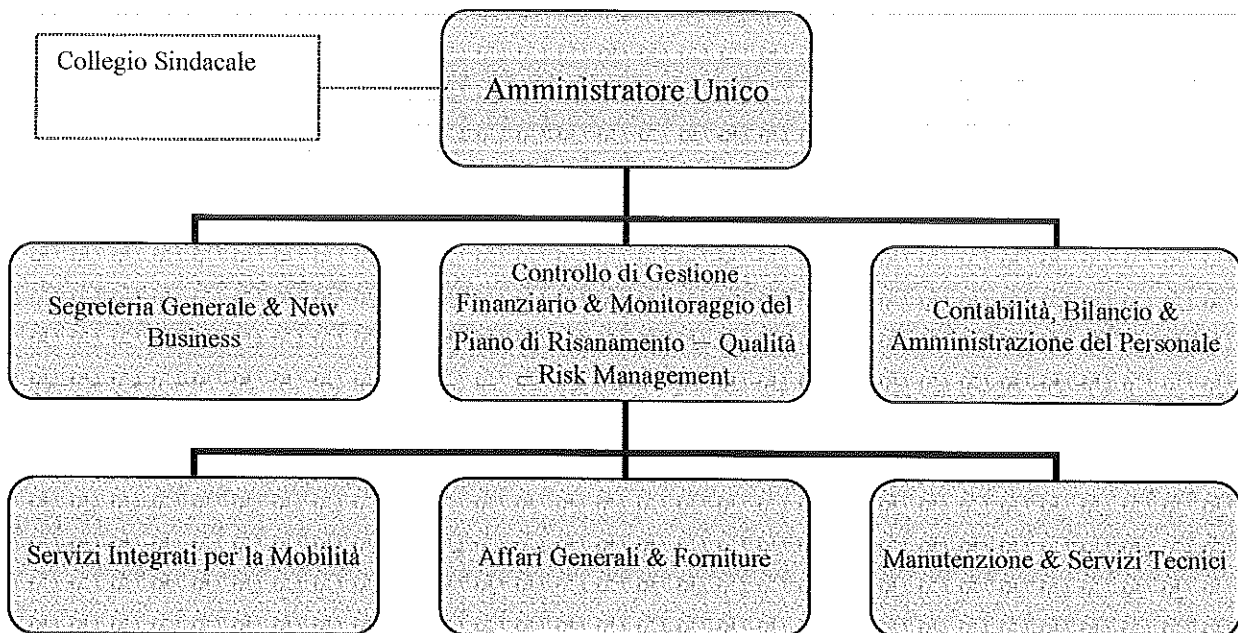 Collegio Sindacale
Amministratore Unico
Segreteria Generale & New
Business
Controllo di Gestione
Finanziario & Monitoraggio del
Piano di Risanamento – Qualità
–Risk Management
Contabilità, Bilancio &
Amministrazione del Personale
Servizi Integrati per la Mobilità
Affari Generali & Forniture
Manutenzione & Servizi Tecnici